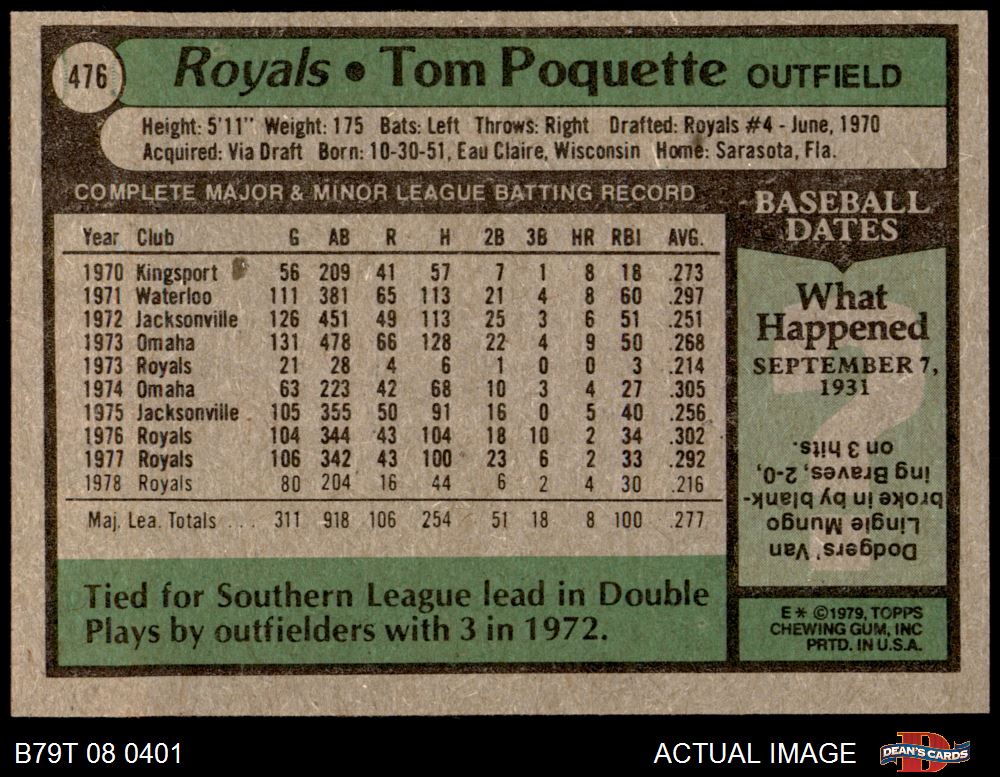 476
Royals • Tom Poquette OUTFIELD
Height: 5'11" Weight: 175 Bats: Left Throws: Right Drafted: Royals #4 - June, 1970
Acquired: Via Draft Born: 10-30-51, Eau Claire, Wisconsin Home: Sarasota, Fla.
COMPLETE MAJOR & MINOR LEAGUE BATTING RECORD
Year Club G AB R H 2B 3B HR RBI AVG.
1970 Kingsport 56 209 41 57 7 1 8 18 .273
1971 Waterloo 111 381 65 113 21 4 8 60 .297
1972 Jacksonville 126 451 49 113 25 3 6 51 .251
1973 Omaha 131 478 66 128 22 4 9 50 .268
1973 Royals 21 28 4 6 1 0 0 3 .214
1974 Omaha 63 223 42 68 10 3 4 27 .305
1975 Jacksonville 105 355 50 91 16 0 5 40 .256
1976 Royals 104 344 43 104 18 10 2 34 .302
1977 Royals 106 342 43 100 23 6 2 33 .292
1978 Royals 80 204 16 44 6 2 4 30 .216
Maj. Lea. Totals ... 311 918 106 254 51 18 8 100 .277
Tied for Southern League lead in Double
Plays by outfielders with 3 in 1972.
BASEBALL
DATES
What
Happened
SEPTEMBER 7,
1931
?
Dodgers' Van
Lingle Mungo
broke in by blank-
ing Braves, 2-0,
on 3 hits.
E * ©1979, TOPPS
CHEWING GUM, INC
PRTD. IN U.S.A.
B79T 08 0401
ACTUAL IMAGE
D
DEAN'S CARDS